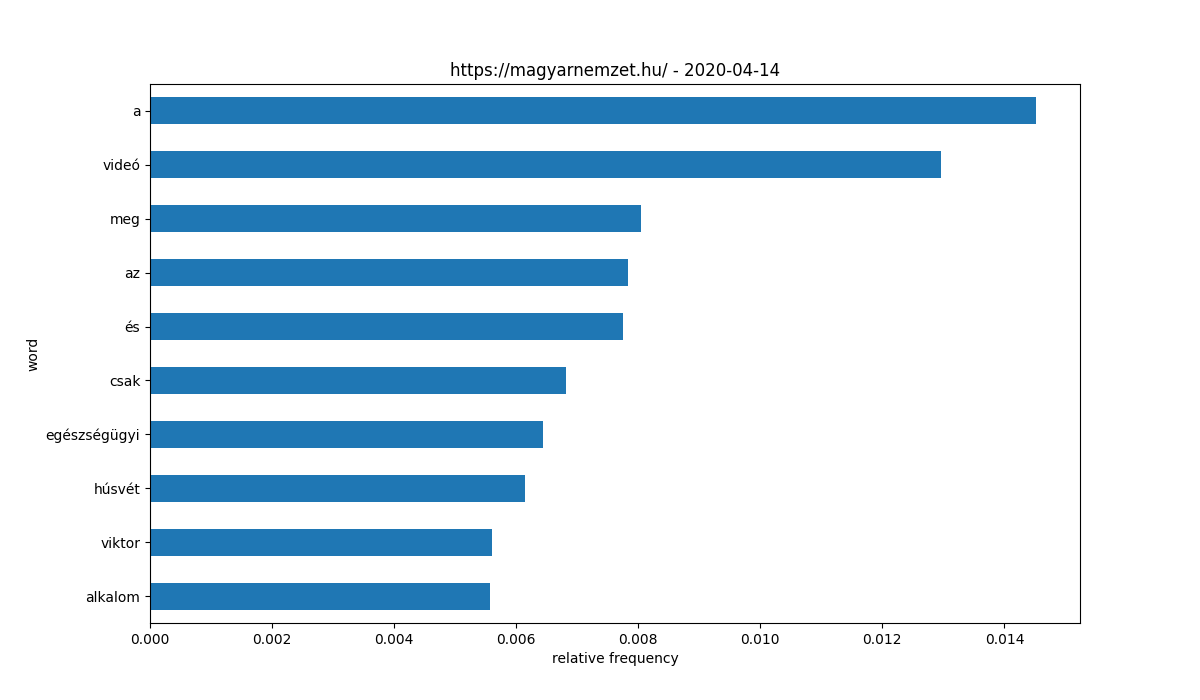 https://magyarnemzet.hu/ - 2020-04-14
a
videó
meg
az
és
csak
egészségügyi
húsvét
viktor
alkalom
word
0.000 0.002 0.004 0.006 0.008 0.010 0.012 0.014
relative frequency